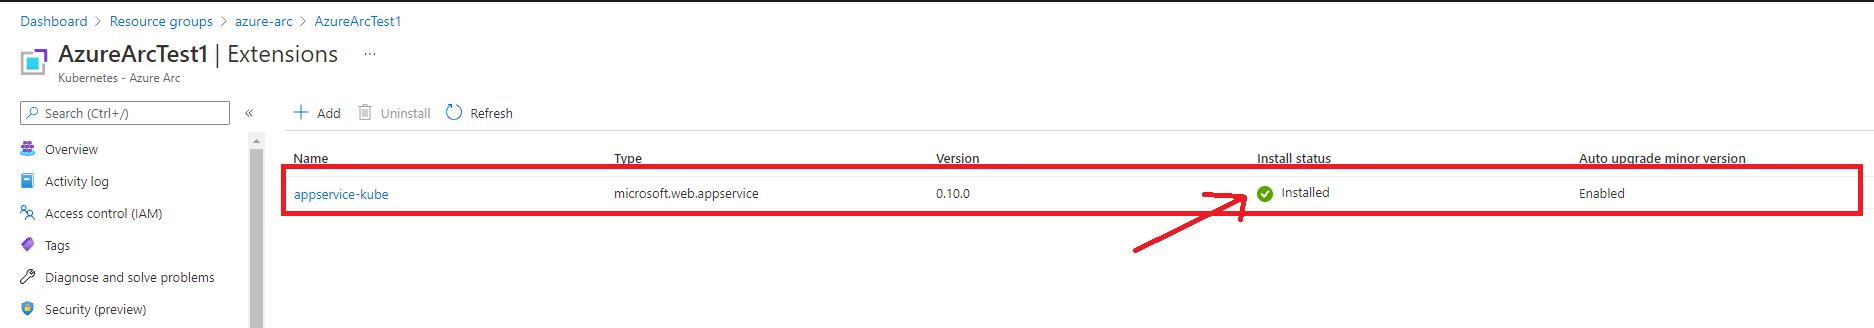 Dashboard > Resource groups > azure-arc > AzureArcTest1
AzureArcTest1 | Extensions ...
Kubernetes - Azure Arc
Search (Ctrl+/) «
+ Add Uninstall Refresh
Overview
Activity log
Access control (IAM)
Tags
Diagnose and solve problems
Security (preview)
Name Type Version Install status Auto upgrade minor version
appservice-kube microsoft.web.appservice 0.10.0 Installed Enabled